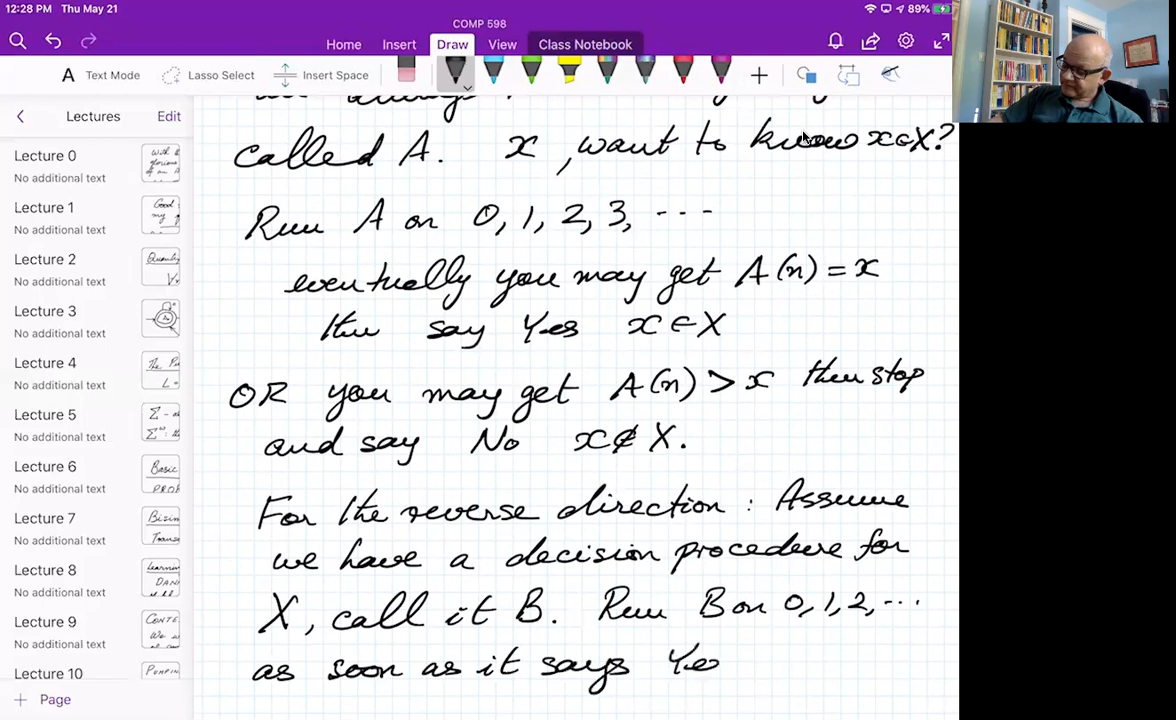 12:28 PM Thu May 21
89%
COMP 598
Home Insert Draw View Class Notebook
A Text Mode Lasso Select Insert Space
Lectures Edit
Lecture 0
No additional text
Lecture 1
No additional text
Lecture 2
No additional text
Lecture 3
No additional text
Lecture 4
No additional text
Lecture 5
No additional text
Lecture 6
No additional text
Lecture 7
No additional text
Lecture 8
No additional text
Lecture 9
No additional text
Lecture 10
No additional text
+ Page
called A. x, want to know x∈X?
Run A on 0, 1, 2, 3, ---
eventually you may get A(n) = x
then say Yes x∈X
OR you may get A(n) > x then stop
and say No x∉X.
For the reverse direction: Assume
we have a decision procedure for
X, call it B. Run B on 0, 1, 2, ...
as soon as it says Yes